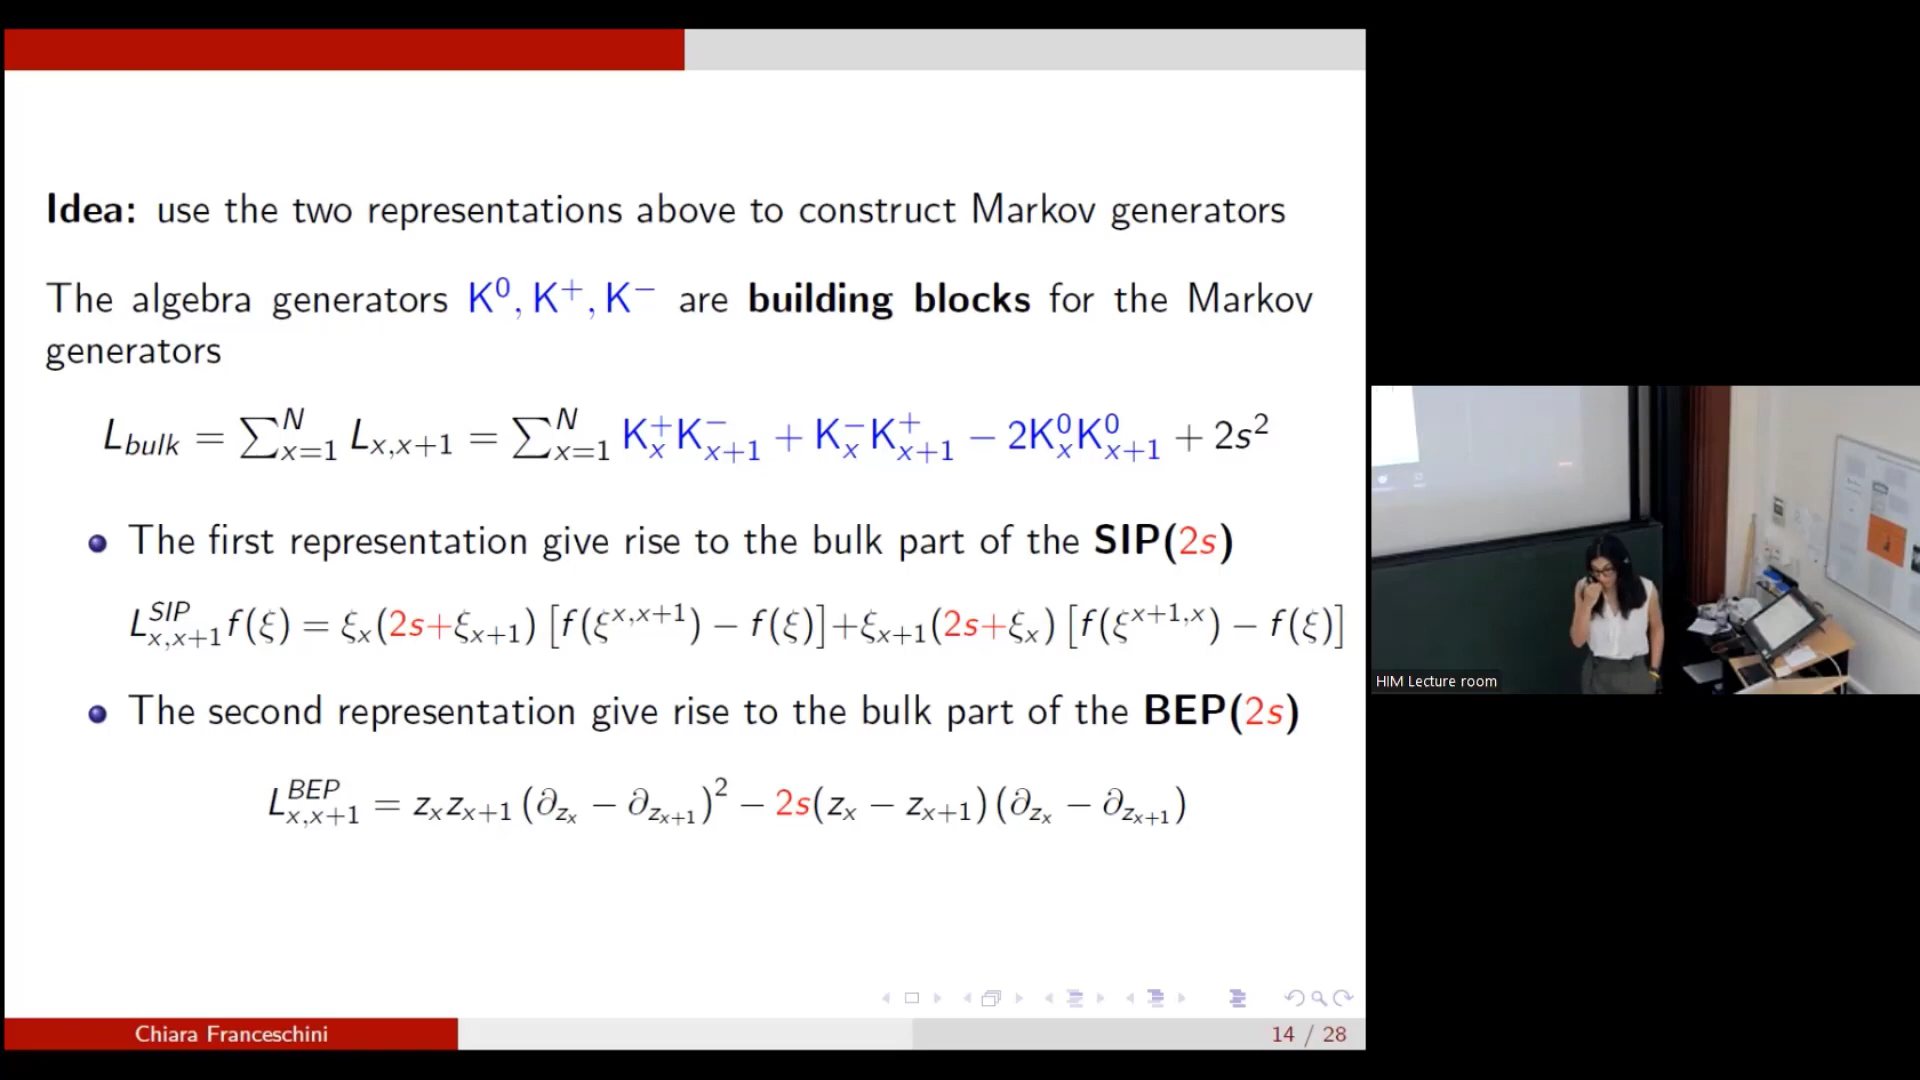 Idea: use the two representations above to construct Markov generators
The algebra generators K⁰, K⁺, K⁻ are building blocks for the Markov
generators
L_{bulk} = ∑_{x=1}^{N} L_{x,x+1} = ∑_{x=1}^{N} K_x^+ K_{x+1}^- + K_x^- K_{x+1}^+ − 2K_x^0 K_{x+1}^0 + 2s²
The first representation give rise to the bulk part of the SIP(2s)
L_{x,x+1}^{SIP} f(ξ) = ξ_x(2s+ξ_{x+1}) [f(ξ^{x,x+1}) − f(ξ)]+ξ_{x+1}(2s+ξ_x) [f(ξ^{x+1,x}) − f(ξ)]
The second representation give rise to the bulk part of the BEP(2s)
L_{x,x+1}^{BEP} = z_x z_{x+1} (∂_{z_x} − ∂_{z_{x+1}})² − 2s(z_x − z_{x+1})(∂_{z_x} − ∂_{z_{x+1}})
Chiara Franceschini
14 / 28
HIM Lecture room